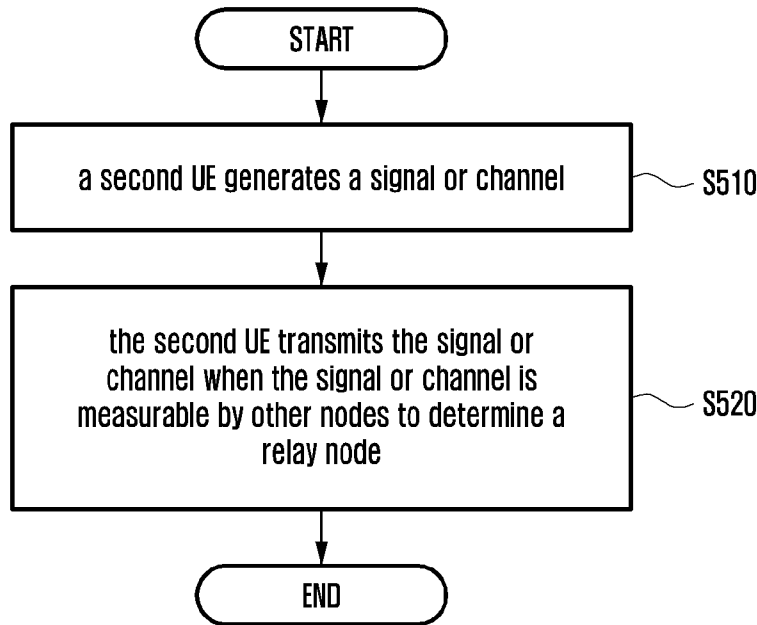 START
a second UE generates a signal or channel
S510
the second UE transmits the signal or
channel when the signal or channel is
measurable by other nodes to determine a
relay node
S520
END